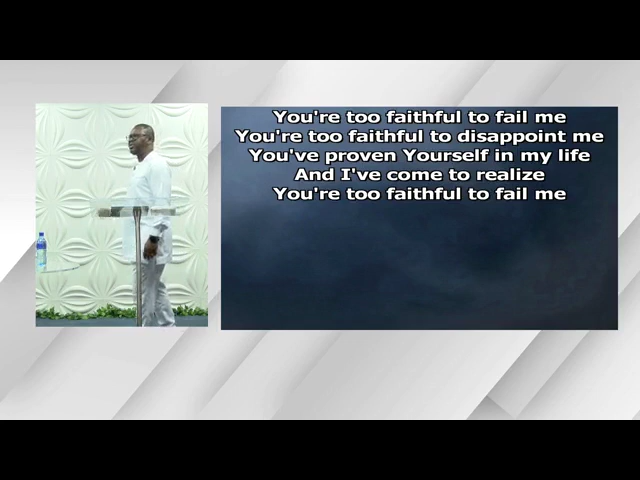 You're too faithful to fail me
You're too faithful to disappoint me
You've proven Yourself in my life
And I've come to realize
You're too faithful to fail me